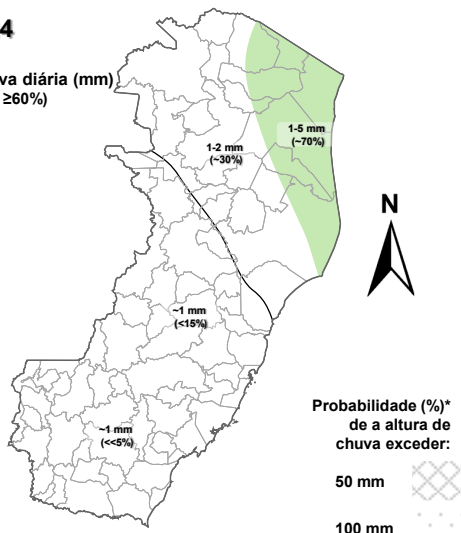 4
va diária (mm)
≥60%)
1-5 mm
(~70%)
1-2 mm
(~30%)
N
~1 mm
(<15%)
~1 mm
(<<5%)
Probabilidade (%)*
de a altura de
chuva exceder:
50 mm
100 mm